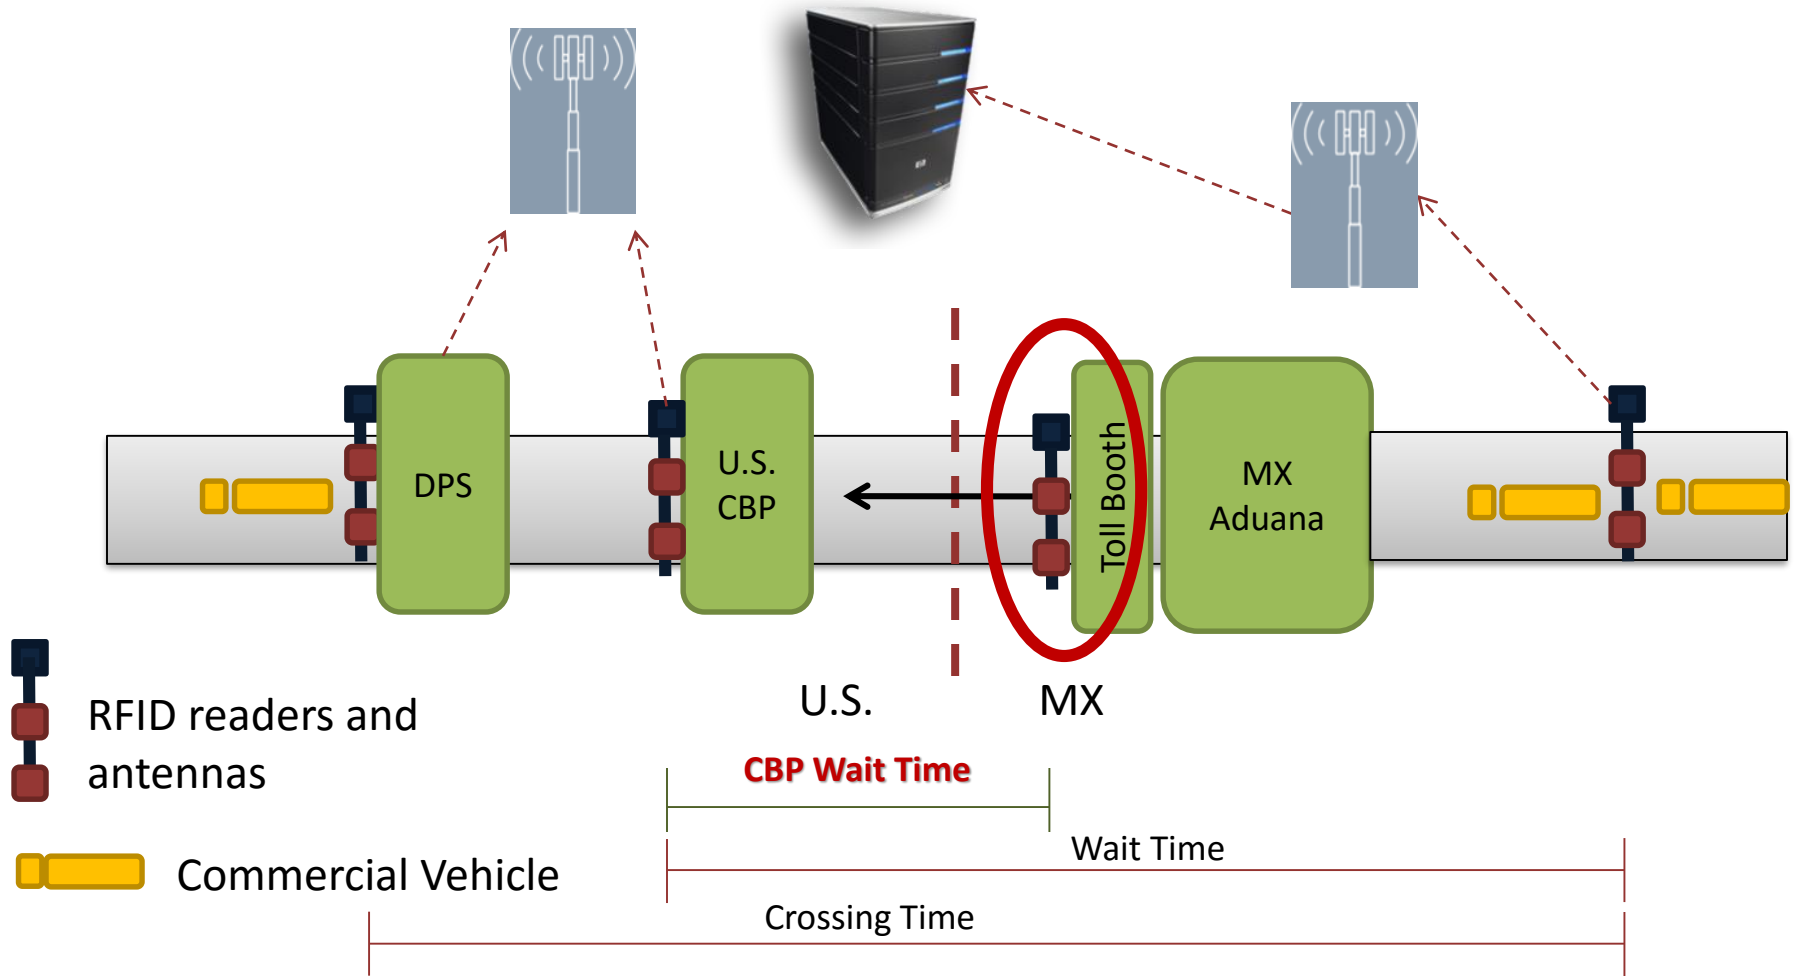 DPS
U.S.
CBP
Toll Booth
MX
Aduana
U.S.
MX
RFID readers and
antennas
CBP Wait Time
Wait Time
Commercial Vehicle
Crossing Time